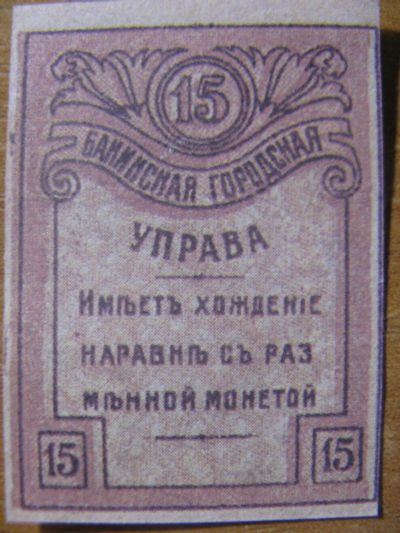 15
БАКИНСКАЯ ГОРОДСКАЯ
УПРАВА
ИМѢЕТЪ ХОЖДЕНІЕ
НАРАВНѢ СЪ РАЗ
МѢННОЙ МОНЕТОЙ
15 15